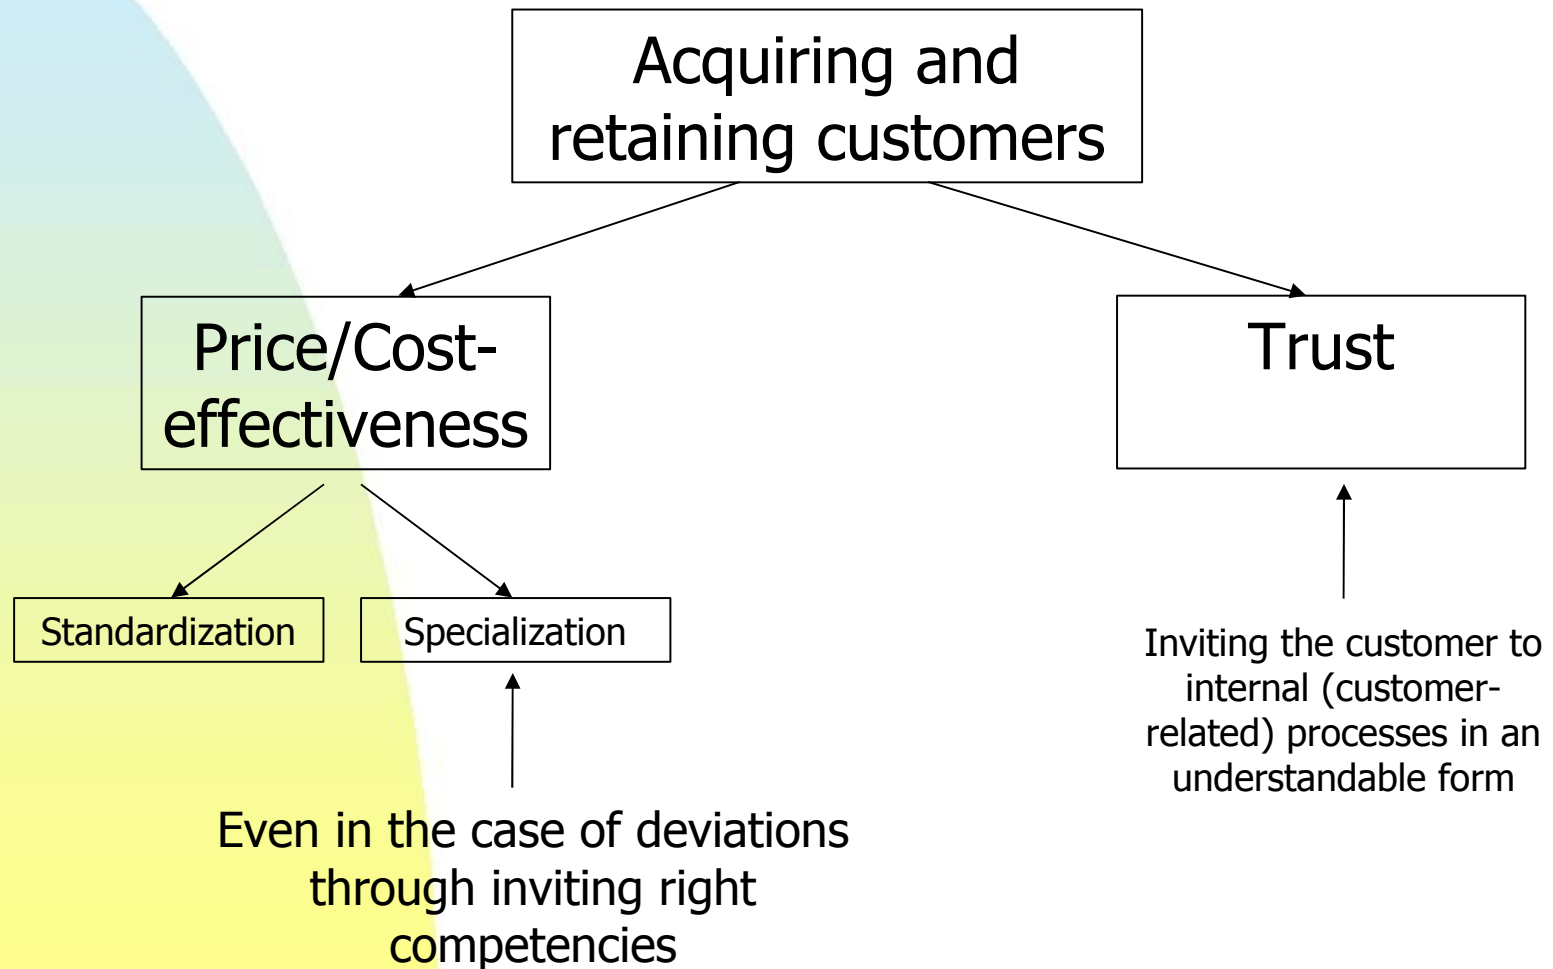 Acquiring and
retaining customers
Price/Cost-
effectiveness
Trust
Standardization
Specialization
Inviting the customer to
internal (customer-
related) processes in an
understandable form
Even in the case of deviations
through inviting right
competencies